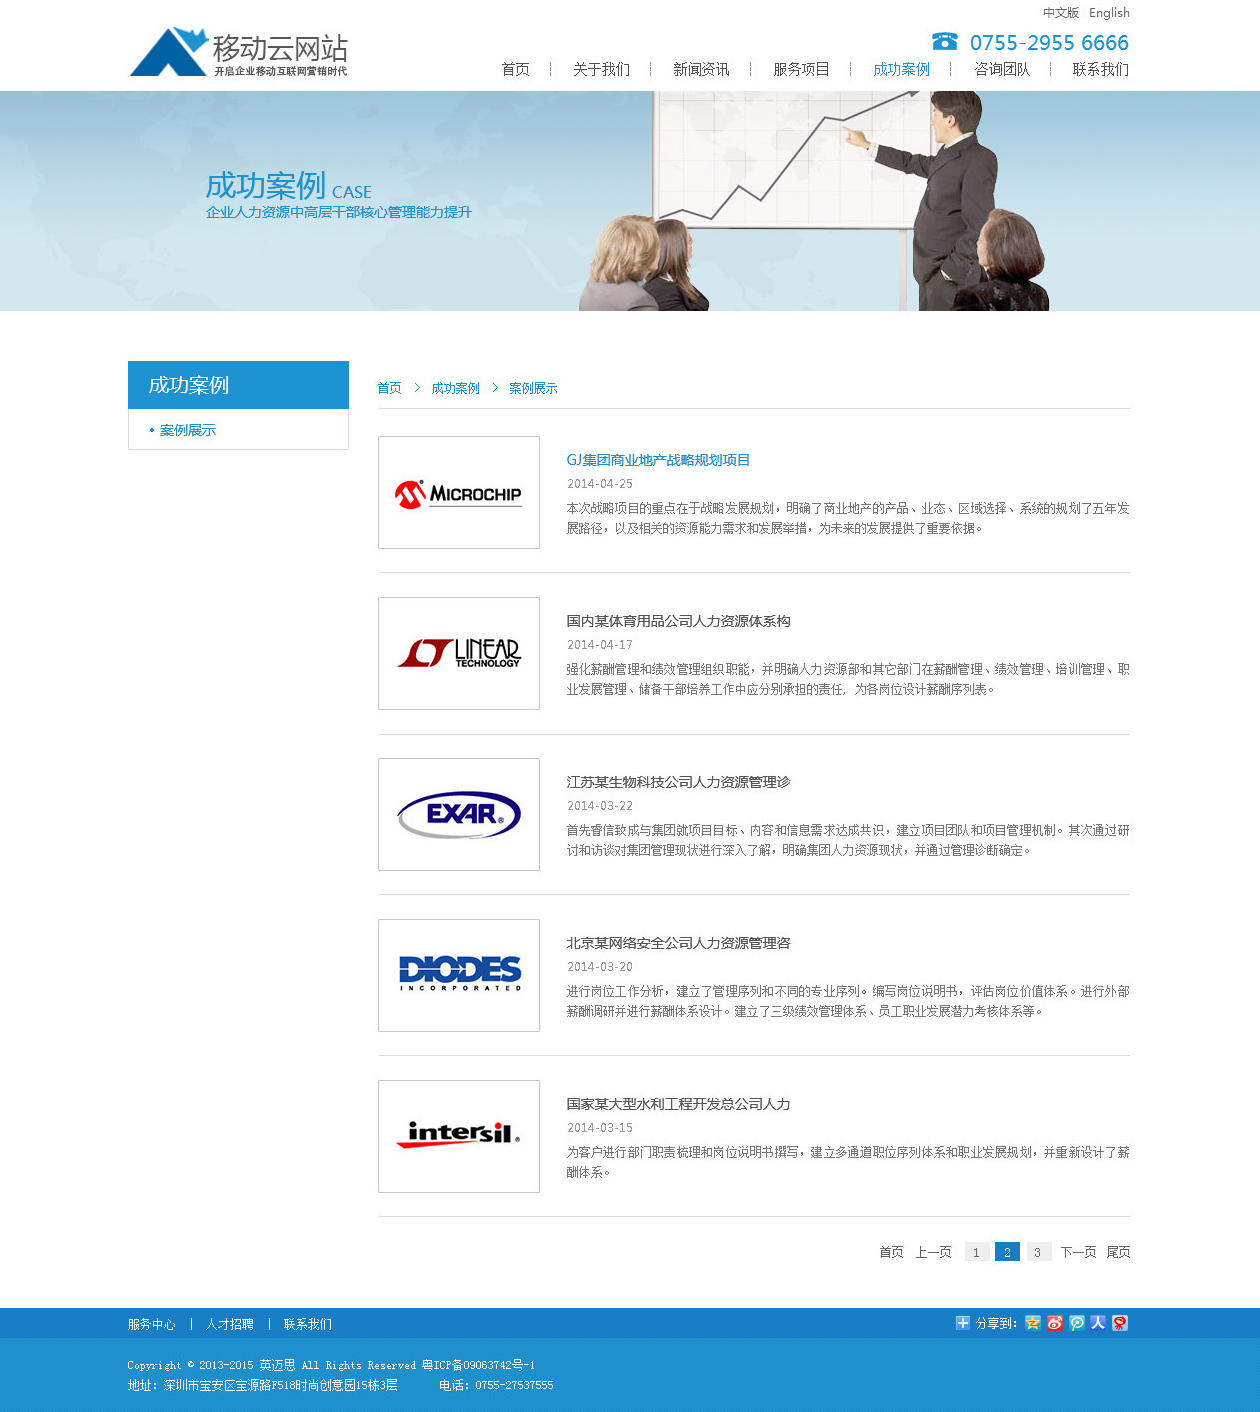 中文版 English
移动云网站
开启企业移动互联网营销时代
0755-2955 6666
首页 关于我们 新闻资讯 服务项目 成功案例 咨询团队 联系我们
成功案例 CASE
企业人力资源中高层干部核心管理能力提升
成功案例
• 案例展示
首页 > 成功案例 > 案例展示
MICROCHIP
GJ集团商业地产战略规划项目
2014-04-25
本次战略项目的重点在于战略发展规划，明确了商业地产的产品、业态、区域选择、系统的规划了五年发
展路径，以及相关的资源能力需求和发展举措，为未来的发展提供了重要依据。
LINEAR
TECHNOLOGY
国内某体育用品公司人力资源体系构
2014-04-17
强化薪酬管理和绩效管理组织职能，并明确人力资源部和其它部门在薪酬管理、绩效管理、培训管理、职
业发展管理、储备干部培养工作中应分别承担的责任, 为各岗位设计薪酬序列表。
EXAR®
江苏某生物科技公司人力资源管理诊
2014-03-22
首先睿信致成与集团就项目目标、内容和信息需求达成共识，建立项目团队和项目管理机制。其次通过研
讨和访谈对集团管理现状进行深入了解，明确集团人力资源现状，并通过管理诊断确定。
DIODES
INCORPORATED
北京某网络安全公司人力资源管理咨
2014-03-20
进行岗位工作分析，建立了管理序列和不同的专业序列。编写岗位说明书，评估岗位价值体系。进行外部
薪酬调研并进行薪酬体系设计。建立了三级绩效管理体系、员工职业发展潜力考核体系等。
intersil®
国家某大型水利工程开发总公司人力
2014-03-15
为客户进行部门职责梳理和岗位说明书撰写，建立多通道职位序列体系和职业发展规划，并重新设计了薪
酬体系。
首页 上一页 1 2 3 下一页 尾页
服务中心 | 人才招聘 | 联系我们 分享到：
Copyright © 2013-2015 英迈思 All Rights Reserved 粤ICP备09063742号-1
地址：深圳市宝安区宝源路F518时尚创意园15栋3层 电话：0755-27537555